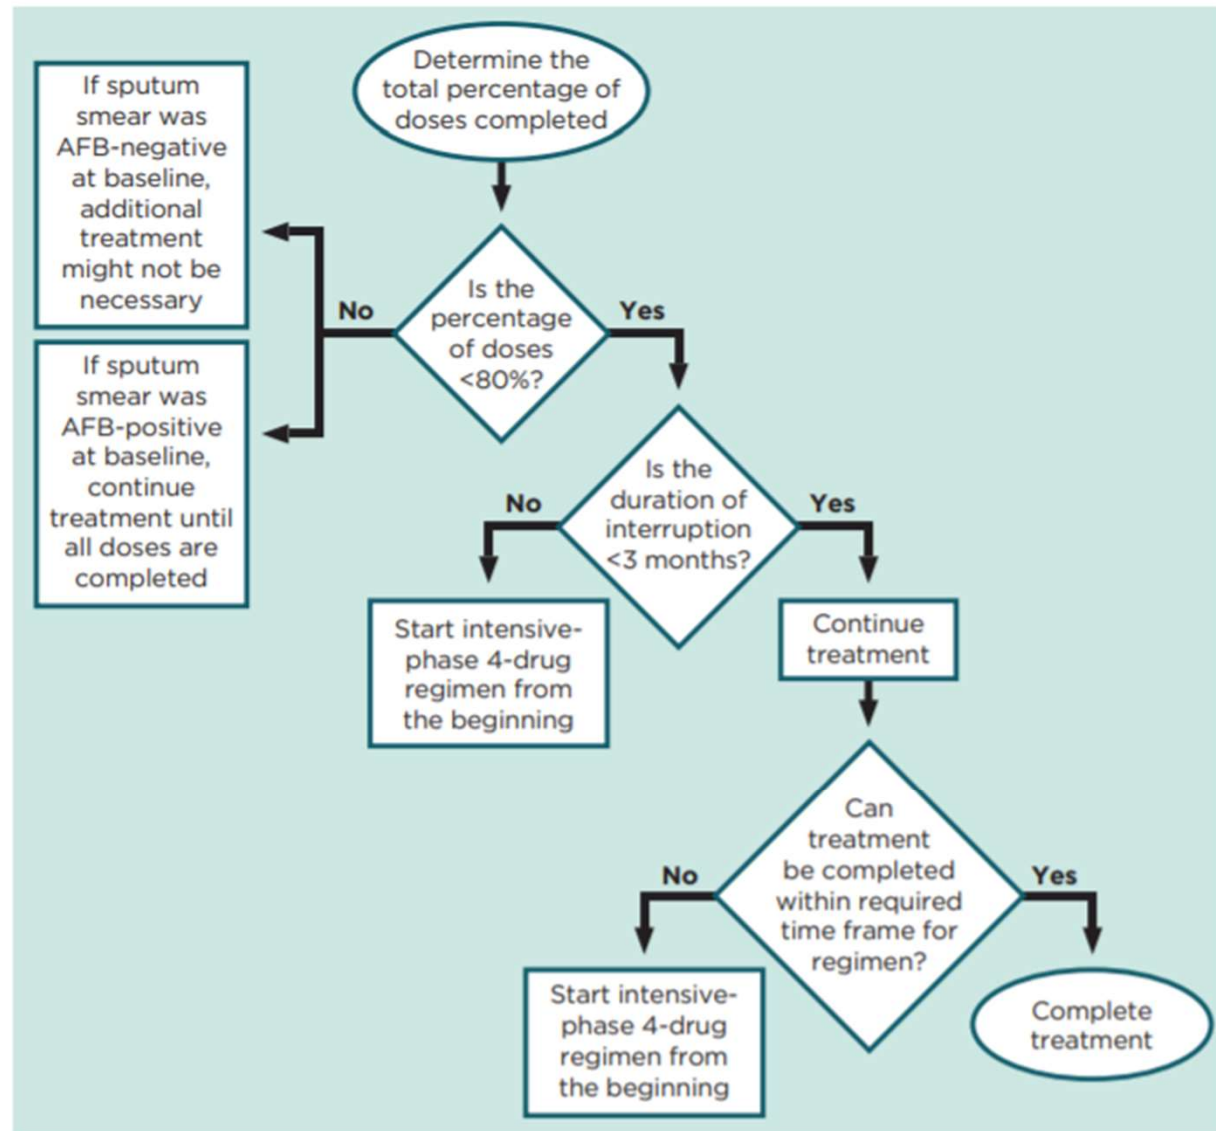 Determine the
total percentage of
doses completed
If sputum
smear was
AFB-negative
at baseline,
additional
treatment
might not be
necessary
Is the
percentage
of doses
<80%?
No
Yes
If sputum
smear was
AFB-positive
at baseline,
continue
treatment until
all doses are
completed
Is the
duration of
interruption
<3 months?
No
Yes
Start intensive-
phase 4-drug
regimen from
the beginning
Continue
treatment
Can
treatment
be completed
within required
time frame for
regimen?
No
Yes
Start intensive-
phase 4-drug
regimen from
the beginning
Complete
treatment